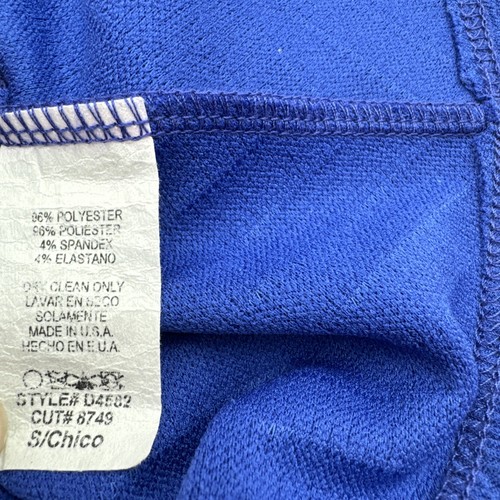 96% POLYESTER
96% POLIESTER
4% SPANDEX
4% ELASTANO
DRY CLEAN ONLY
LAVAR EN SECO
SOLAMENTE
MADE IN U.S.A.
HECHO EN E.U.A.
STYLE# D4582
CUT# 8749
S/Chico